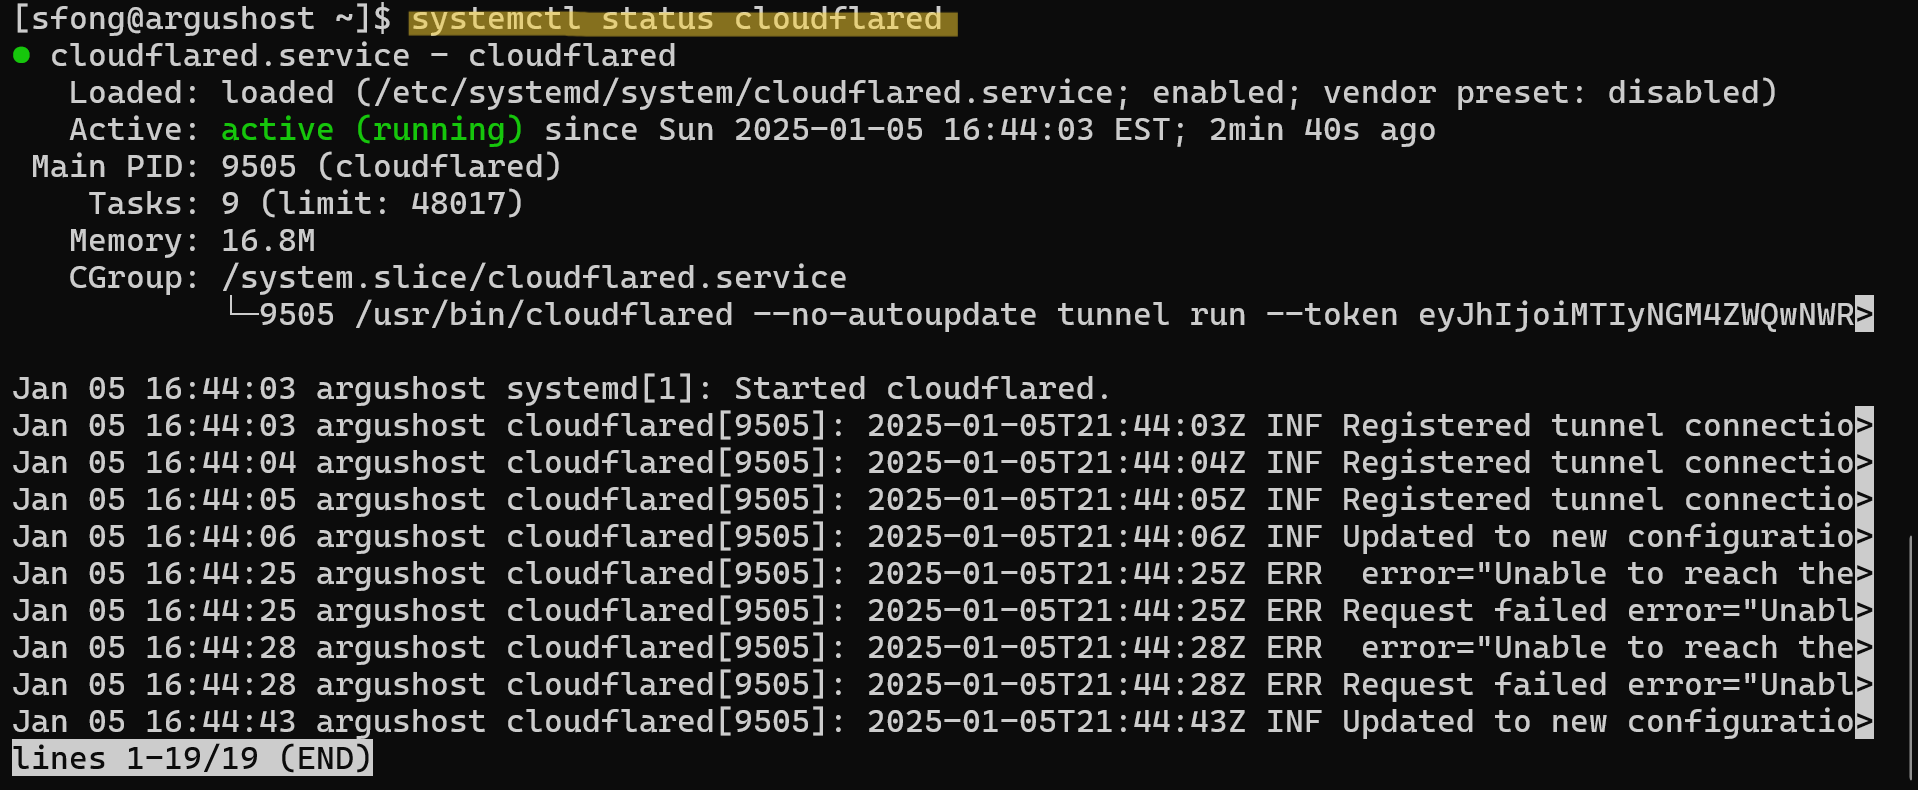 [sfong@argushost ~]$ systemctl status cloudflared
● cloudflared.service - cloudflared
   Loaded: loaded (/etc/systemd/system/cloudflared.service; enabled; vendor preset: disabled)
   Active: active (running) since Sun 2025-01-05 16:44:03 EST; 2min 40s ago
 Main PID: 9505 (cloudflared)
    Tasks: 9 (limit: 48017)
   Memory: 16.8M
   CGroup: /system.slice/cloudflared.service
           └─9505 /usr/bin/cloudflared --no-autoupdate tunnel run --token eyJhIjoiMTIyNGM4ZWQwNWR>

Jan 05 16:44:03 argushost systemd[1]: Started cloudflared.
Jan 05 16:44:03 argushost cloudflared[9505]: 2025-01-05T21:44:03Z INF Registered tunnel connectio>
Jan 05 16:44:04 argushost cloudflared[9505]: 2025-01-05T21:44:04Z INF Registered tunnel connectio>
Jan 05 16:44:05 argushost cloudflared[9505]: 2025-01-05T21:44:05Z INF Registered tunnel connectio>
Jan 05 16:44:06 argushost cloudflared[9505]: 2025-01-05T21:44:06Z INF Updated to new configuratio>
Jan 05 16:44:25 argushost cloudflared[9505]: 2025-01-05T21:44:25Z ERR  error="Unable to reach the>
Jan 05 16:44:25 argushost cloudflared[9505]: 2025-01-05T21:44:25Z ERR Request failed error="Unabl>
Jan 05 16:44:28 argushost cloudflared[9505]: 2025-01-05T21:44:28Z ERR  error="Unable to reach the>
Jan 05 16:44:28 argushost cloudflared[9505]: 2025-01-05T21:44:28Z ERR Request failed error="Unabl>
Jan 05 16:44:43 argushost cloudflared[9505]: 2025-01-05T21:44:43Z INF Updated to new configuratio>
lines 1-19/19 (END)